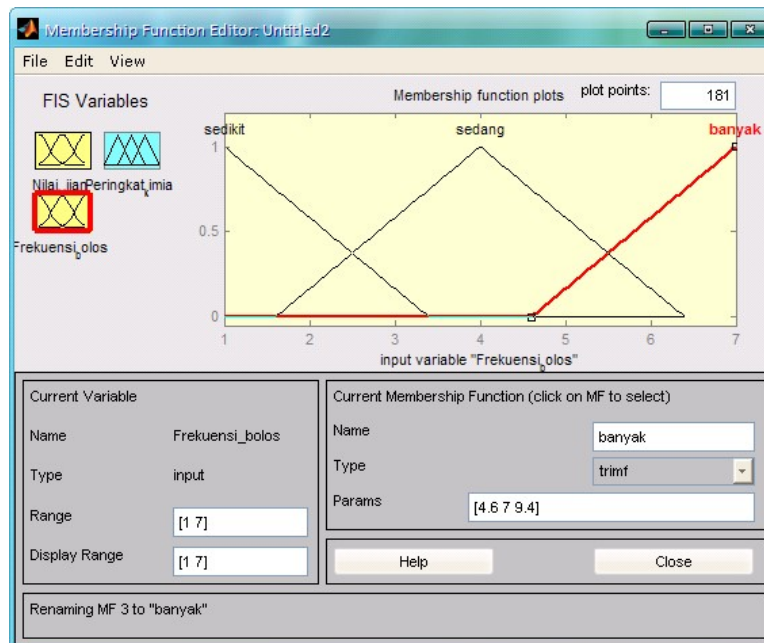 Membership Function Editor: Untitled2
File Edit View
FIS Variables
Membership function plots
plot points:
181
Peringkat_kimia
Frekuensi_bolos
sedikit
sedang
banyak
1
0.5
0
1 2 3 4 5 6 7
input variable "Frekuensi_bolos"
Current Variable
Name Frekuensi_bolos
Type input
Range [1 7]
Display Range [1 7]
Current Membership Function (click on MF to select)
Name banyak
Type trimf
Params [4.6 7 9.4]
Help Close
Renaming MF 3 to "banyak"